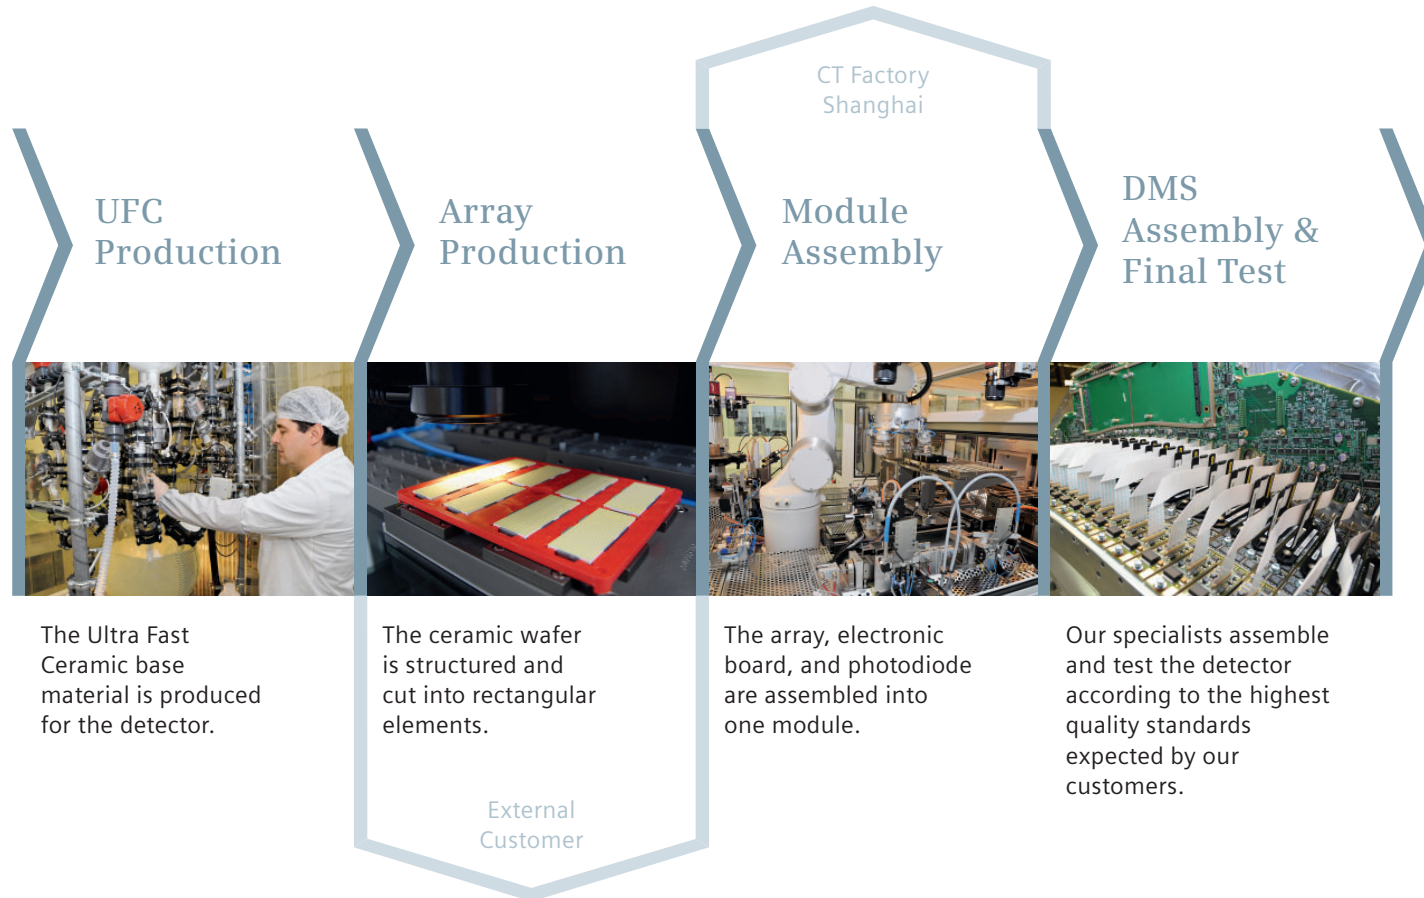 CT Factory
Shanghai
UFC
Production
Array
Production
Module
Assembly
DMS
Assembly &
Final Test
The Ultra Fast
Ceramic base
material is produced
for the detector.
The ceramic wafer
is structured and
cut into rectangular
elements.
The array, electronic
board, and photodiode
are assembled into
one module.
Our specialists assemble
and test the detector
according to the highest
quality standards
expected by our
customers.
External
Customer